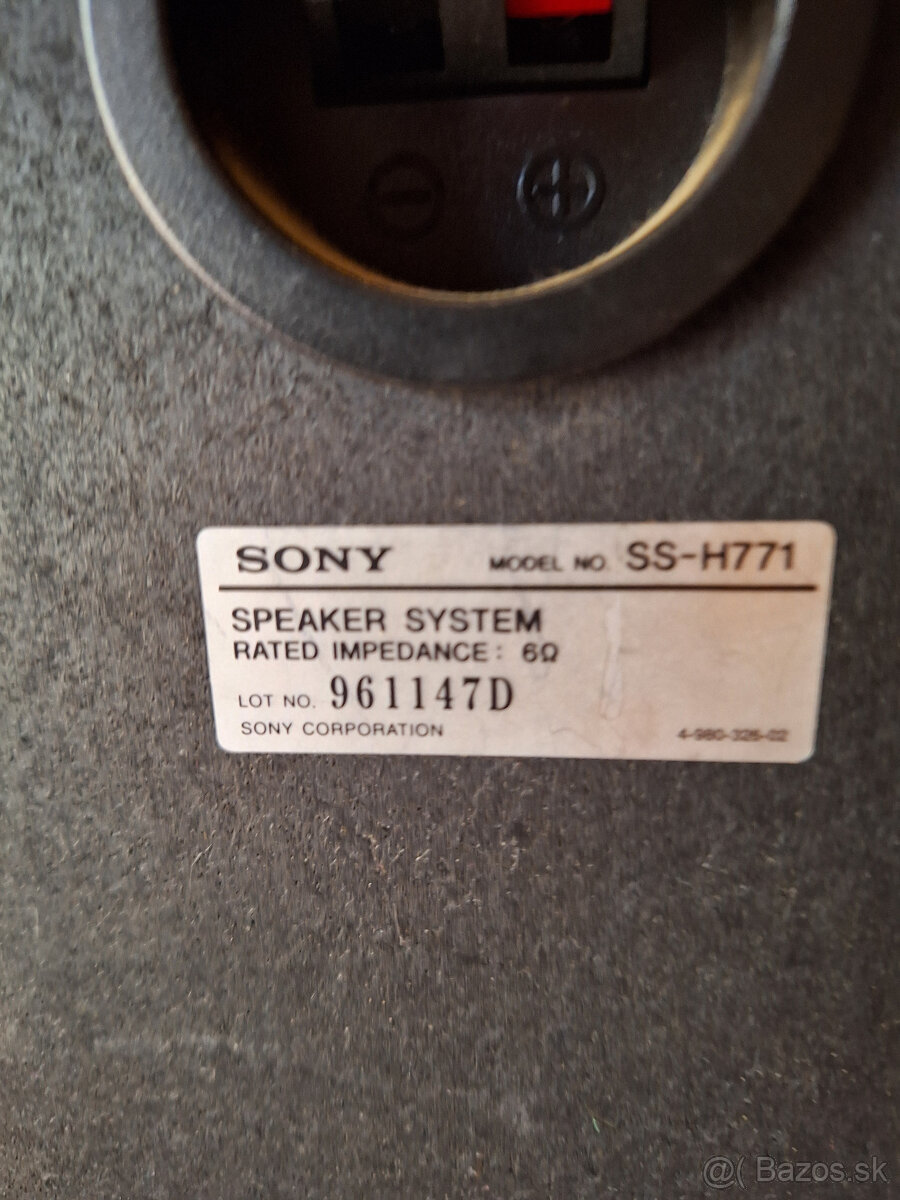 SONY MODEL NO. SS-H771
SPEAKER SYSTEM
RATED IMPEDANCE: 6Ω
LOT NO. 961147D
SONY CORPORATION 4-980-326-02
@( Bazos.sk